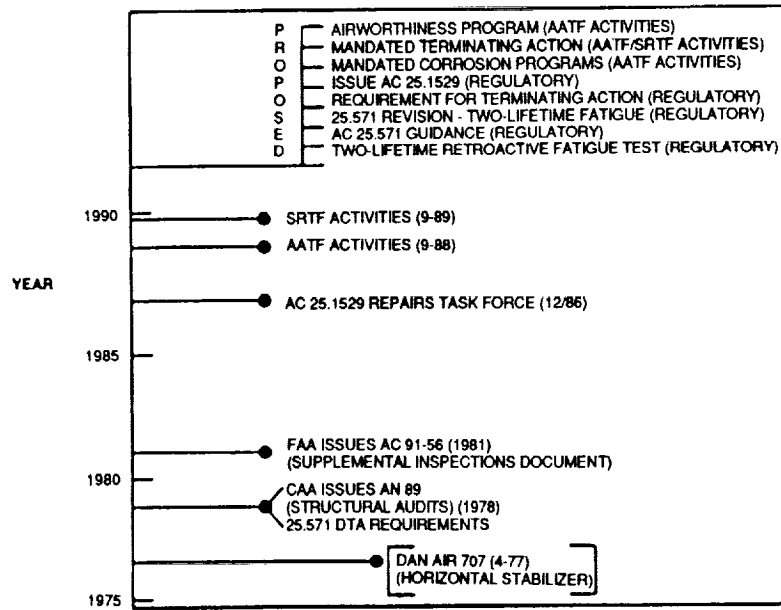 P AIRWORTHINESS PROGRAM (AATF ACTIVITIES)
R MANDATED TERMINATING ACTION (AATF/SRTF ACTIVITIES)
O MANDATED CORROSION PROGRAMS (AATF ACTIVITIES)
P ISSUE AC 25.1529 (REGULATORY)
O REQUIREMENT FOR TERMINATING ACTION (REGULATORY)
S 25.571 REVISION - TWO-LIFETIME FATIGUE (REGULATORY)
E AC 25.571 GUIDANCE (REGULATORY)
D TWO-LIFETIME RETROACTIVE FATIGUE TEST (REGULATORY)
1990
SRTF ACTIVITIES (9-89)
AATF ACTIVITIES (9-88)
YEAR
AC 25.1529 REPAIRS TASK FORCE (12/86)
1985
FAA ISSUES AC 91-56 (1981)
(SUPPLEMENTAL INSPECTIONS DOCUMENT)
1980
CAA ISSUES AN 89
(STRUCTURAL AUDITS) (1978)
25.571 DTA REQUIREMENTS
DAN AIR 707 (4-77)
(HORIZONTAL STABILIZER)
1975